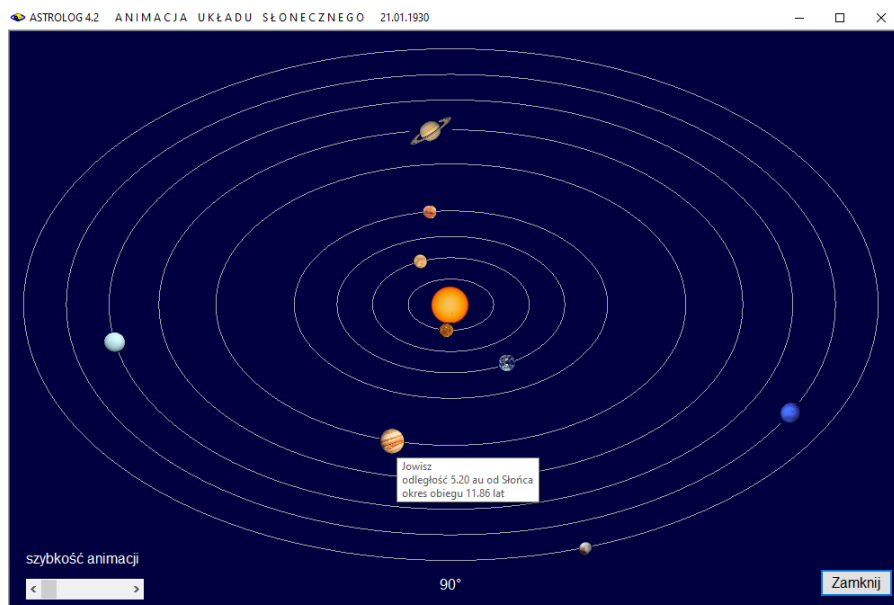 ASTROLOG 4.2 ANIMACJA UKŁADU SŁONECZNEGO 21.01.1930
Jowisz
odległość 5.20 au od Słońca
okres obiegu 11.86 lat
szybkość animacji
90°
Zamknij